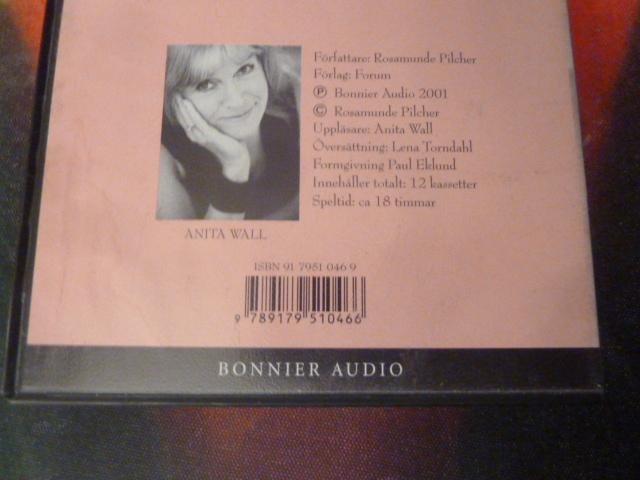 Författare: Rosamunde Pilcher
Förlag: Forum
Ⓟ Bonnier Audio 2001
© Rosamunde Pilcher
Uppläsare: Anita Wall
Översättning: Lena Torndahl
Formgivning Paul Eklund
Innehåller totalt: 12 kassetter
Speltid: ca 18 timmar
ANITA WALL
ISBN 91 7951 046 9
9 789179 510466
BONNIER AUDIO